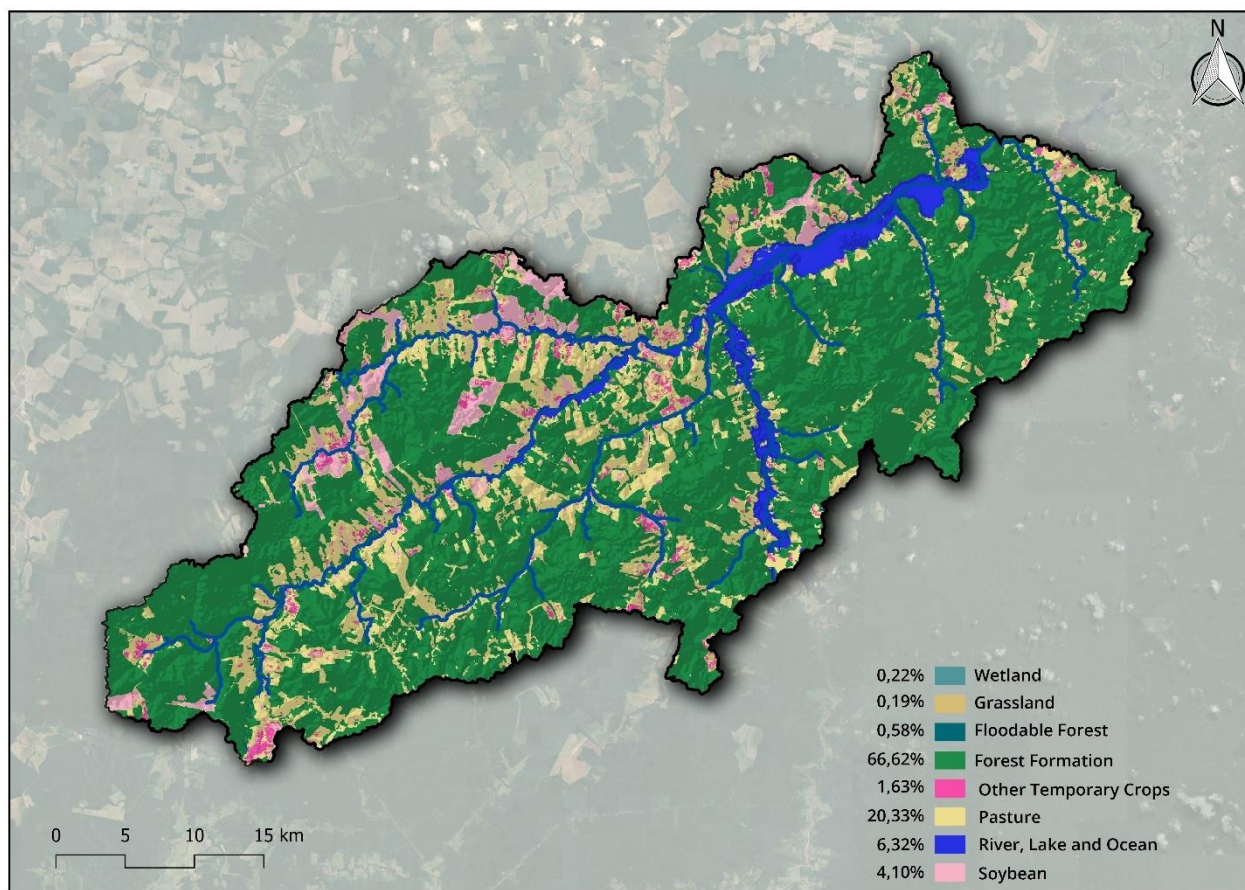 N
0,22% Wetland
0,19% Grassland
0,58% Floodable Forest
66,62% Forest Formation
1,63% Other Temporary Crops
20,33% Pasture
6,32% River, Lake and Ocean
4,10% Soybean
0 5 10 15 km